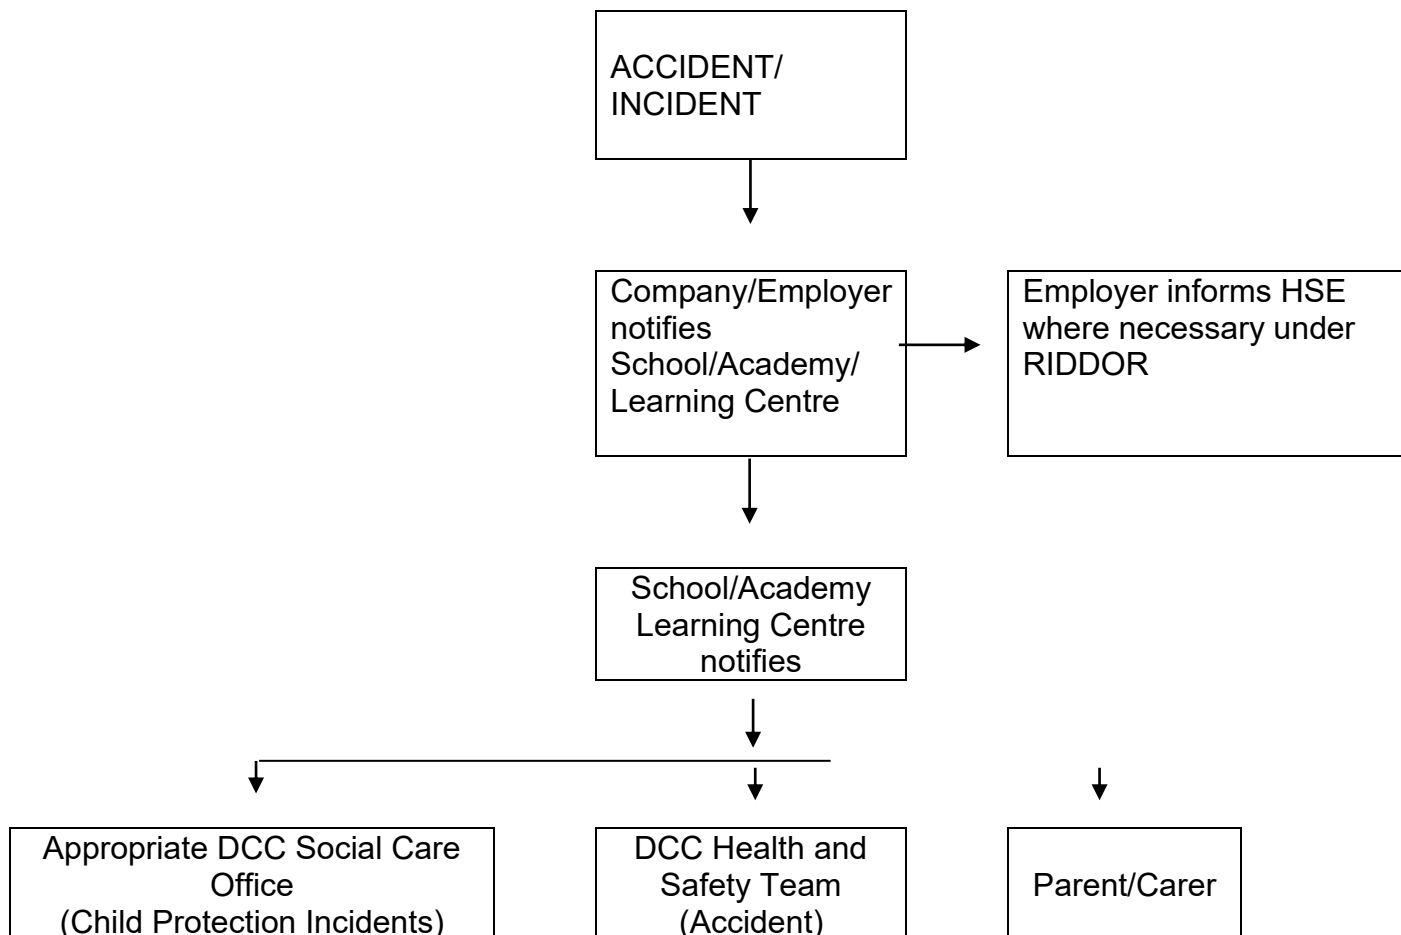 ACCIDENT/
INCIDENT
Company/Employer
notifies
School/Academy/
Learning Centre
Employer informs HSE
where necessary under
RIDDOR
School/Academy
Learning Centre
notifies
Appropriate DCC Social Care
Office
(Child Protection Incidents)
DCC Health and
Safety Team
(Accident)
Parent/Carer